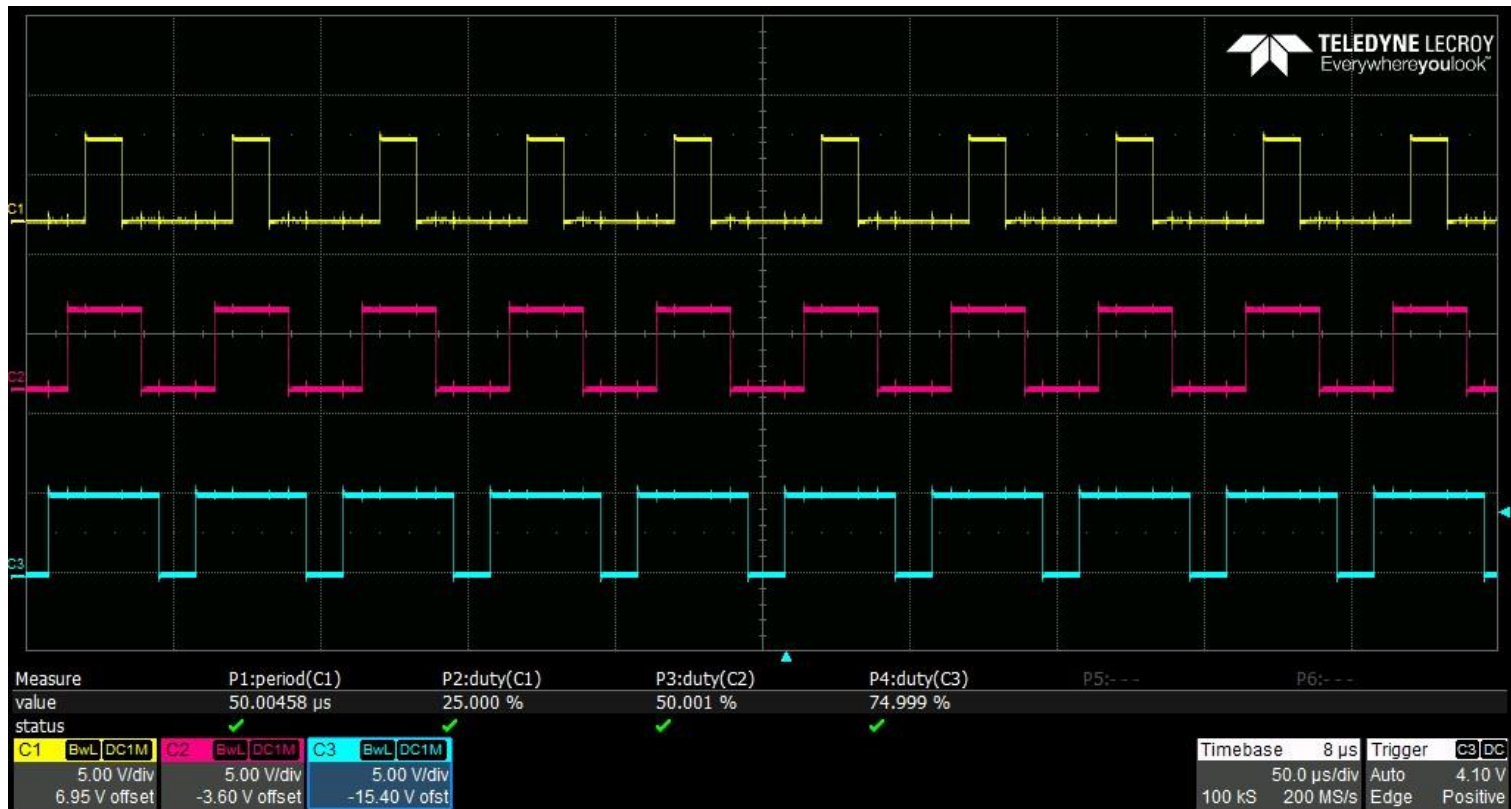 TELEDYNE LECROY
Everywhereyoulook™
C1
C2
C3
Measure P1:period(C1) P2:duty(C1) P3:duty(C2) P4:duty(C3) P5:--- P6:---
value 50.00458 µs 25.000 % 50.001 % 74.999 %
status
C1 BwL DC1M C2 BwL DC1M C3 BwL DC1M Timebase 8 µs Trigger C3 DC
5.00 V/div 5.00 V/div 5.00 V/div 50.0 µs/div Auto 4.10 V
6.95 V offset -3.60 V offset -15.40 V ofst 100 kS 200 MS/s Edge Positive